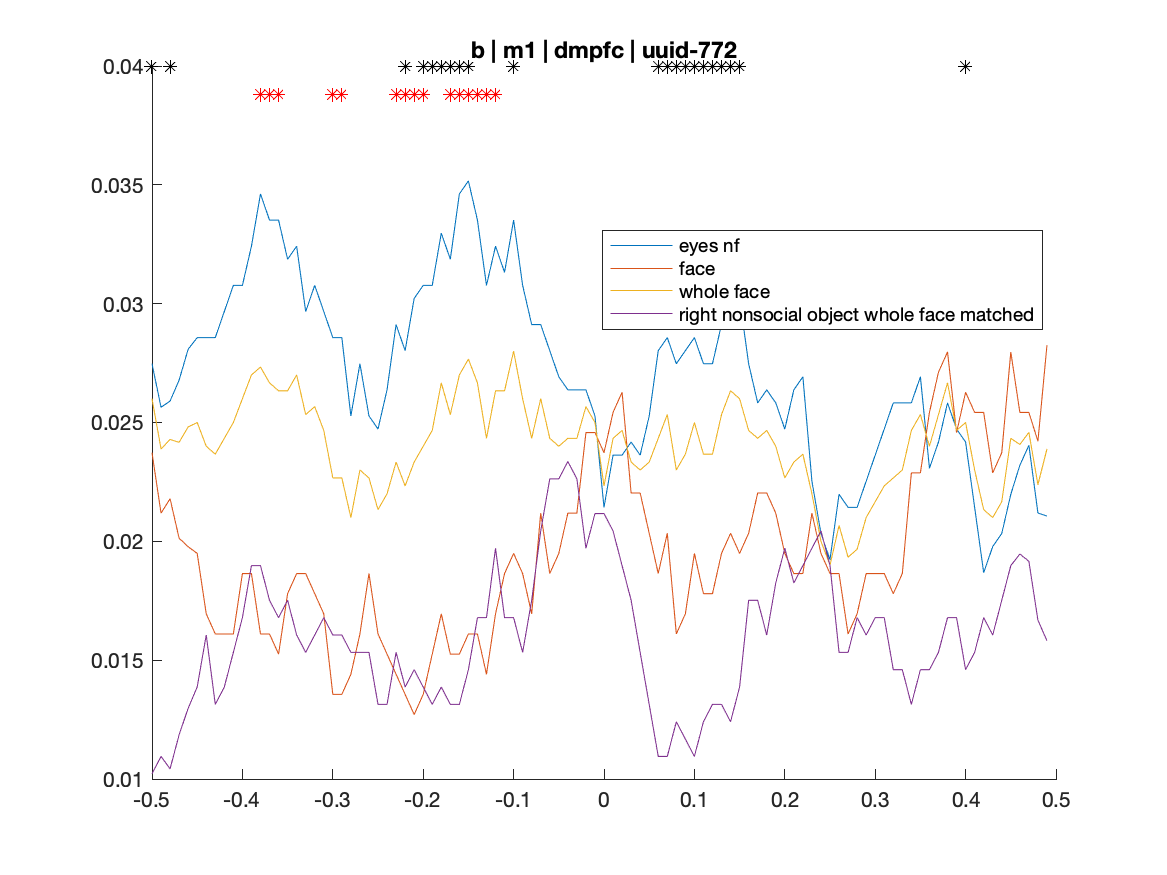 b | m1 | dmpfc | uuid-772
0.04
0.035
0.03
0.025
0.02
0.015
0.01
eyes nf
face
whole face
right nonsocial object whole face matched
-0.5 -0.4 -0.3 -0.2 -0.1 0 0.1 0.2 0.3 0.4 0.5